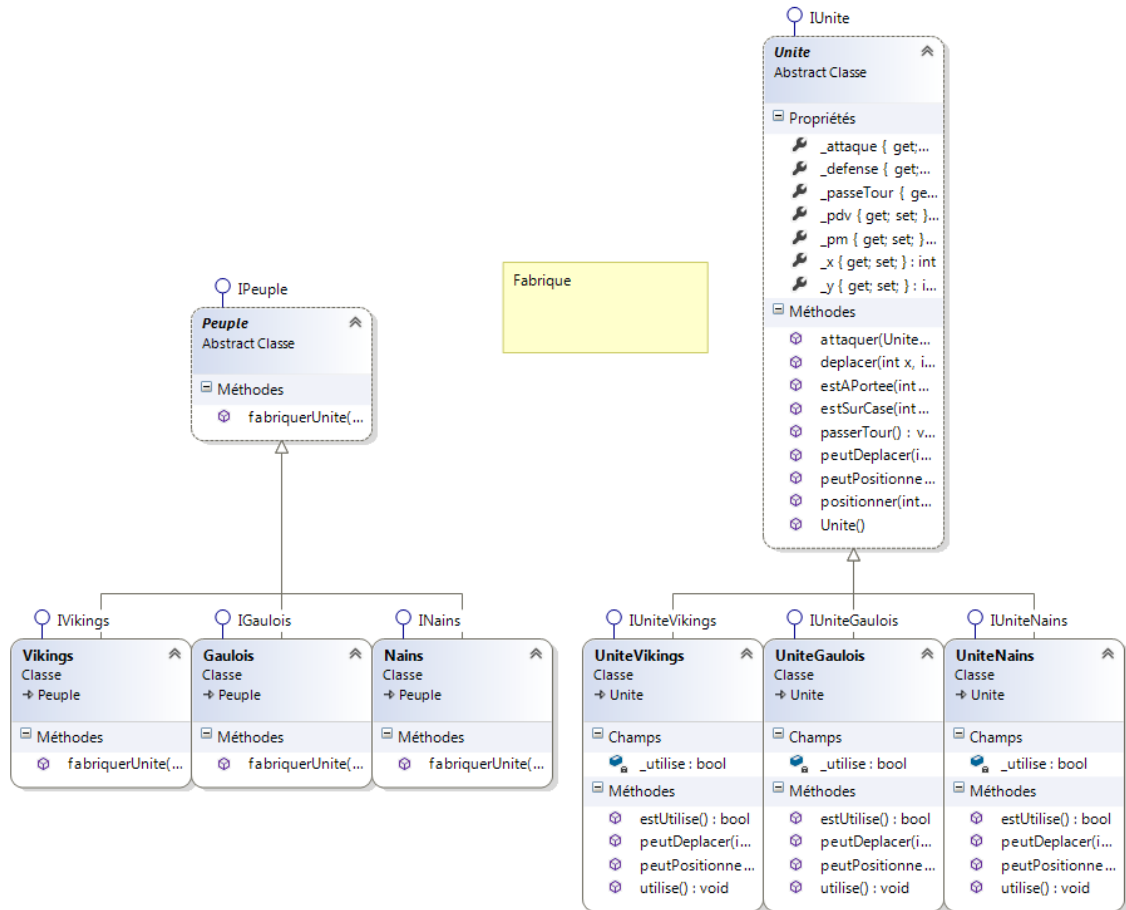 IUnite
Unite
Abstract Classe
Propriétés
_attaque { get;...
_defense { get;...
_passeTour { ge...
_pdv { get; set; }...
_pm { get; set; }...
_x { get; set; } : int
_y { get; set; } : i...
Méthodes
attaquer(Unite...
deplacer(int x, i...
estAPortee(int...
estSurCase(int...
passerTour() : v...
peutDeplacer(i...
peutPositionne...
positionner(int...
Unite()
Fabrique
IPeuple
Peuple
Abstract Classe
Méthodes
fabriquerUnite(...
IVikings
Vikings
Classe
Peuple
Méthodes
fabriquerUnite(...
IGaulois
Gaulois
Classe
Peuple
Méthodes
fabriquerUnite(...
INains
Nains
Classe
Peuple
Méthodes
fabriquerUnite(...
IUniteVikings
UniteVikings
Classe
Unite
Champs
_utilise : bool
Méthodes
estUtilise() : bool
peutDeplacer(i...
peutPositionne...
utilise() : void
IUniteGaulois
UniteGaulois
Classe
Unite
Champs
_utilise : bool
Méthodes
estUtilise() : bool
peutDeplacer(i...
peutPositionne...
utilise() : void
IUniteNains
UniteNains
Classe
Unite
Champs
_utilise : bool
Méthodes
estUtilise() : bool
peutDeplacer(i...
peutPositionne...
utilise() : void